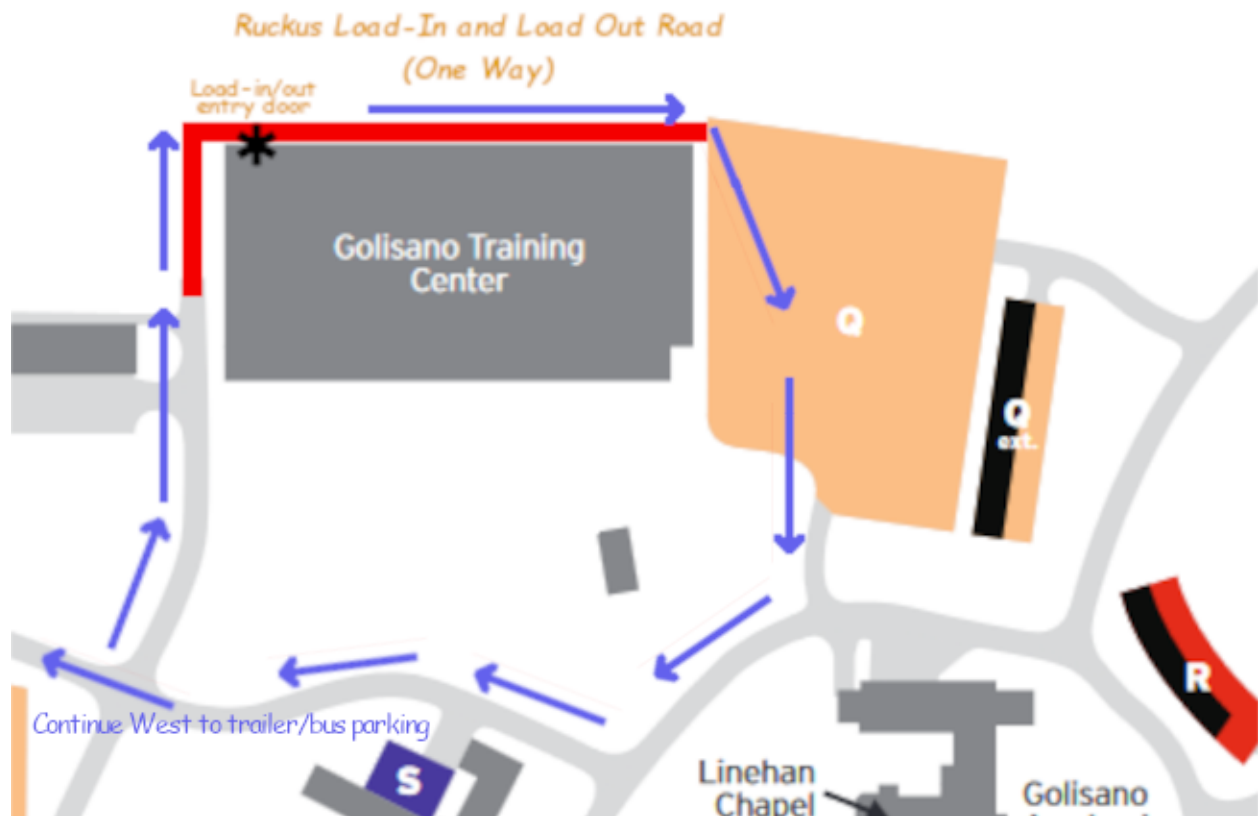 Ruckus Load-In and Load Out Road
(One Way)
Load-in/out
entry door
Golisano Training
Center
Q
Q
ext.
R
Continue West to trailer/bus parking
S
Linehan
Chapel
Golisano